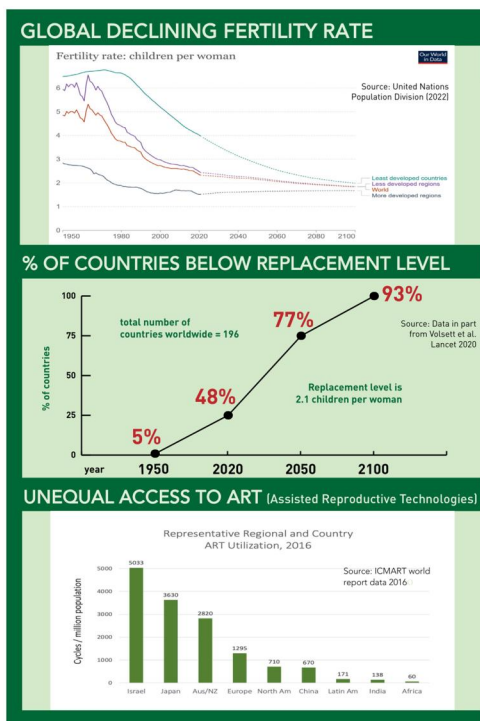 GLOBAL DECLINING FERTILITY RATE
Fertility rate: children per woman
Our World
in Data
Source: United Nations
Population Division (2022)
6
5
4
3
2
1
0
1950
1980
2000
2020
2040
2060
2080
2100
Least developed countries
Less developed regions
World
More developed regions
% OF COUNTRIES BELOW REPLACEMENT LEVEL
100
75
50
25
0
% of countries
total number of
countries worldwide = 196
93%
77%
48%
5%
Source: Data in part
from Volsett et al.
Lancet 2020
Replacement level is
2.1 children per woman
year
1950
2020
2050
2100
UNEQUAL ACCESS TO ART (Assisted Reproductive Technologies)
Representative Regional and Country
ART Utilization, 2016
Source: ICMART world
report data 2016
Cycles / million population
5000
4000
3000
2000
1000
0
5033
3630
2820
1295
710
670
171
138
60
Israel
Japan
Aus/NZ
Europe
North Am
China
Latin Am
India
Africa